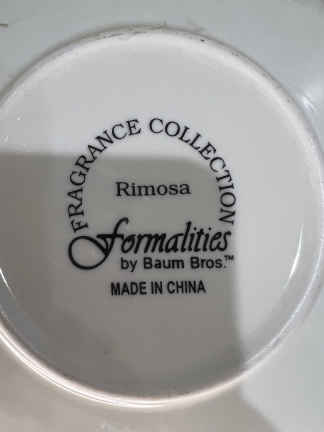 FRAGRANCE COLLECTION
Rimosa
Formalities
by Baum Bros.™
MADE IN CHINA